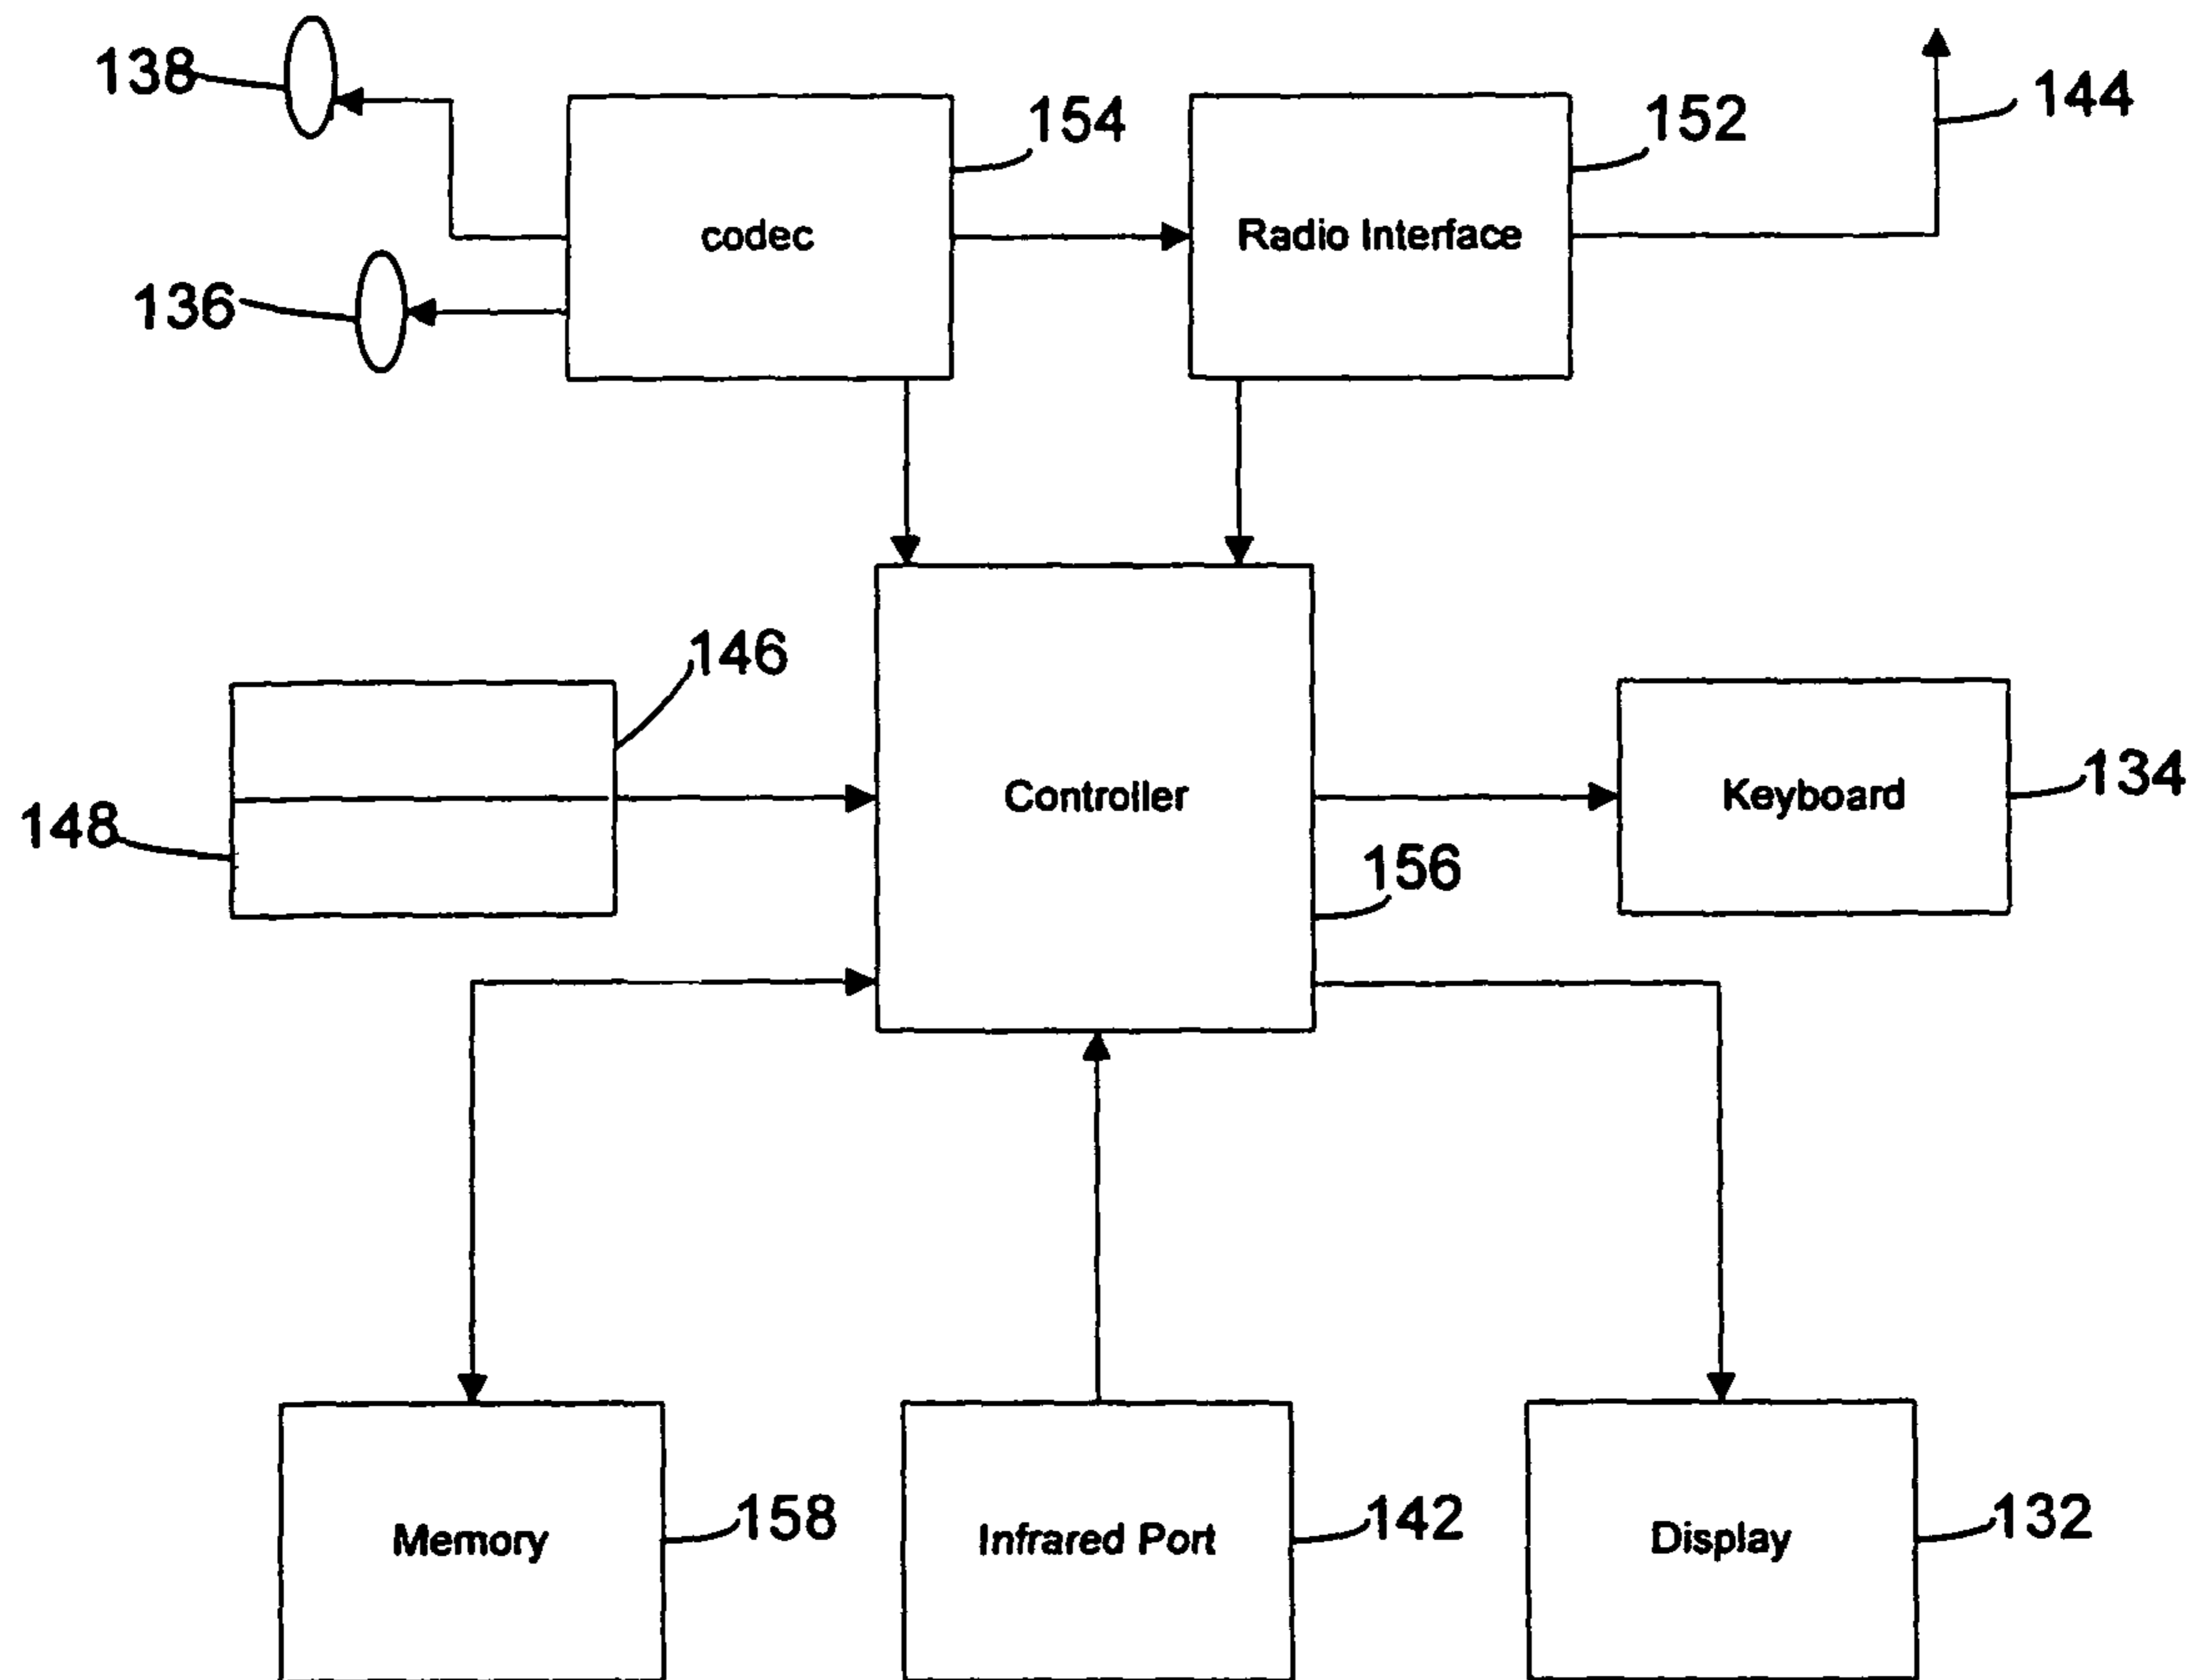 138
154
152
144
codec
Radio Interface
136
146
148
Controller
Keyboard
134
156
Memory
158
Infrared Port
142
Display
132